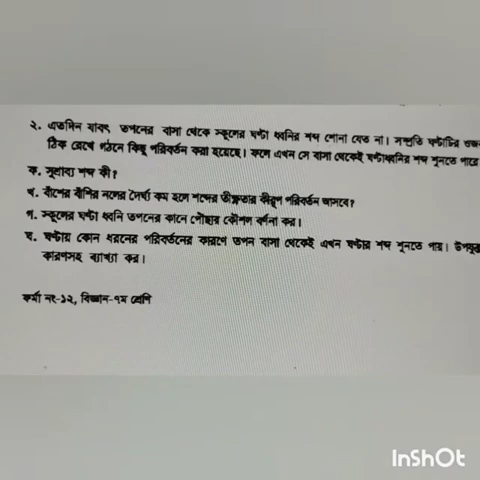 ২. এতদিন যাবৎ তপনের বাসা থেকে স্কুলের ঘণ্টা ধ্বনির শব্দ শোনা যেত না। সম্প্রতি ঘণ্টাটির
ঠিক রেখে গঠনে কিছু পরিবর্তন করা হয়েছে। ফলে এখন সে বাসা থেকেই ঘণ্টাধ্বনির শব্দ শুনতে পারে
ক. সুশ্রাব্য শব্দ কী?
খ. বাঁশের বাঁশির নলের দৈর্ঘ্য কম হলে শব্দের তীক্ষ্ণতার কীরূপ পরিবর্তন আসবে?
গ. স্কুলের ঘণ্টা ধ্বনি তপনের কানে পৌঁছার কৌশল বর্ণনা কর।
ঘ. ঘণ্টায় কোন ধরনের পরিবর্তনের কারণে তপন বাসা থেকেই এখন ঘণ্টার শব্দ শুনতে পায়।
কারণসহ ব্যাখ্যা কর।
ফর্মা নং-১২, বিজ্ঞান-৭ম শ্রেণি
InShOt